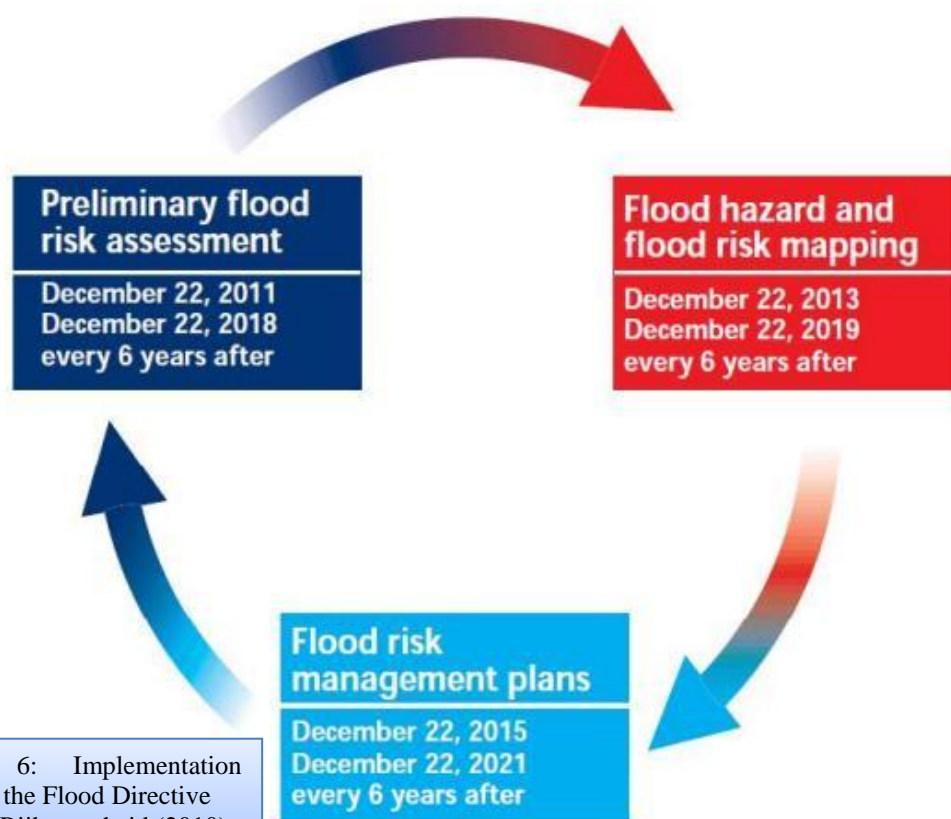 Preliminary flood
risk assessment
December 22, 2011
December 22, 2018
every 6 years after
Flood hazard and
flood risk mapping
December 22, 2013
December 22, 2019
every 6 years after
Flood risk
management plans
December 22, 2015
December 22, 2021
every 6 years after
6: Implementation
the Flood Directive
(2010)